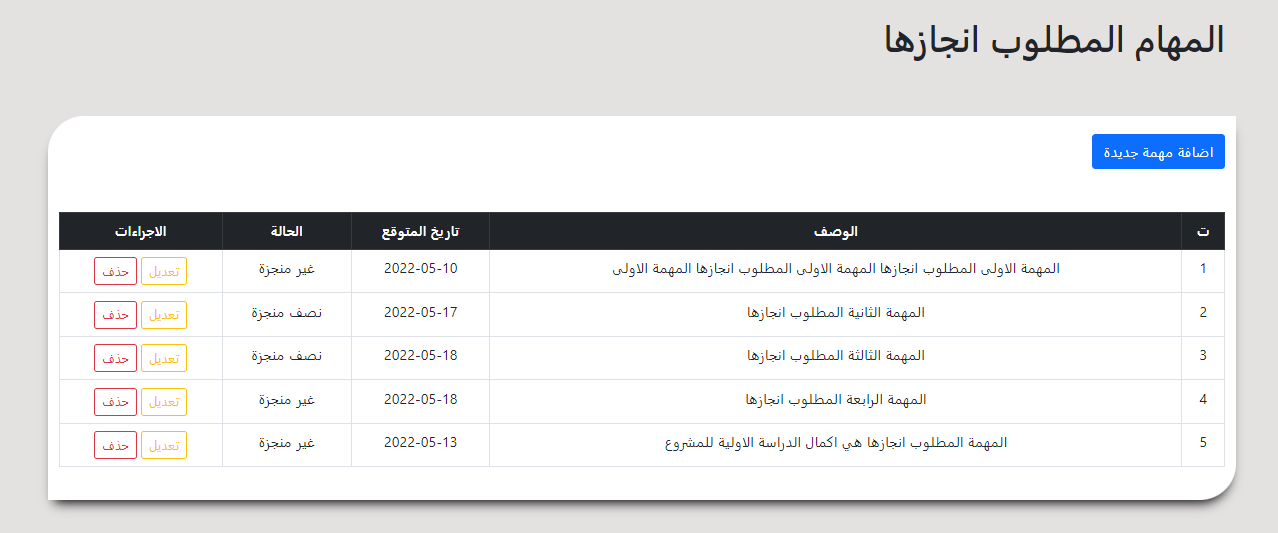 المهام المطلوب انجازها
اضافة مهمة جديدة
ت الوصف تاريخ المتوقع الحالة الاجراءات
1 المهمة الاولى المطلوب انجازها المهمة الاولى المطلوب انجازها المهمة الاولى 2022-05-10 غير منجزة تعديل حذف
2 المهمة الثانية المطلوب انجازها 2022-05-17 نصف منجزة تعديل حذف
3 المهمة الثالثة المطلوب انجازها 2022-05-18 نصف منجزة تعديل حذف
4 المهمة الرابعة المطلوب انجازها 2022-05-18 غير منجزة تعديل حذف
5 المهمة المطلوب انجازها هي اكمال الدراسة الاولية للمشروع 2022-05-13 غير منجزة تعديل حذف